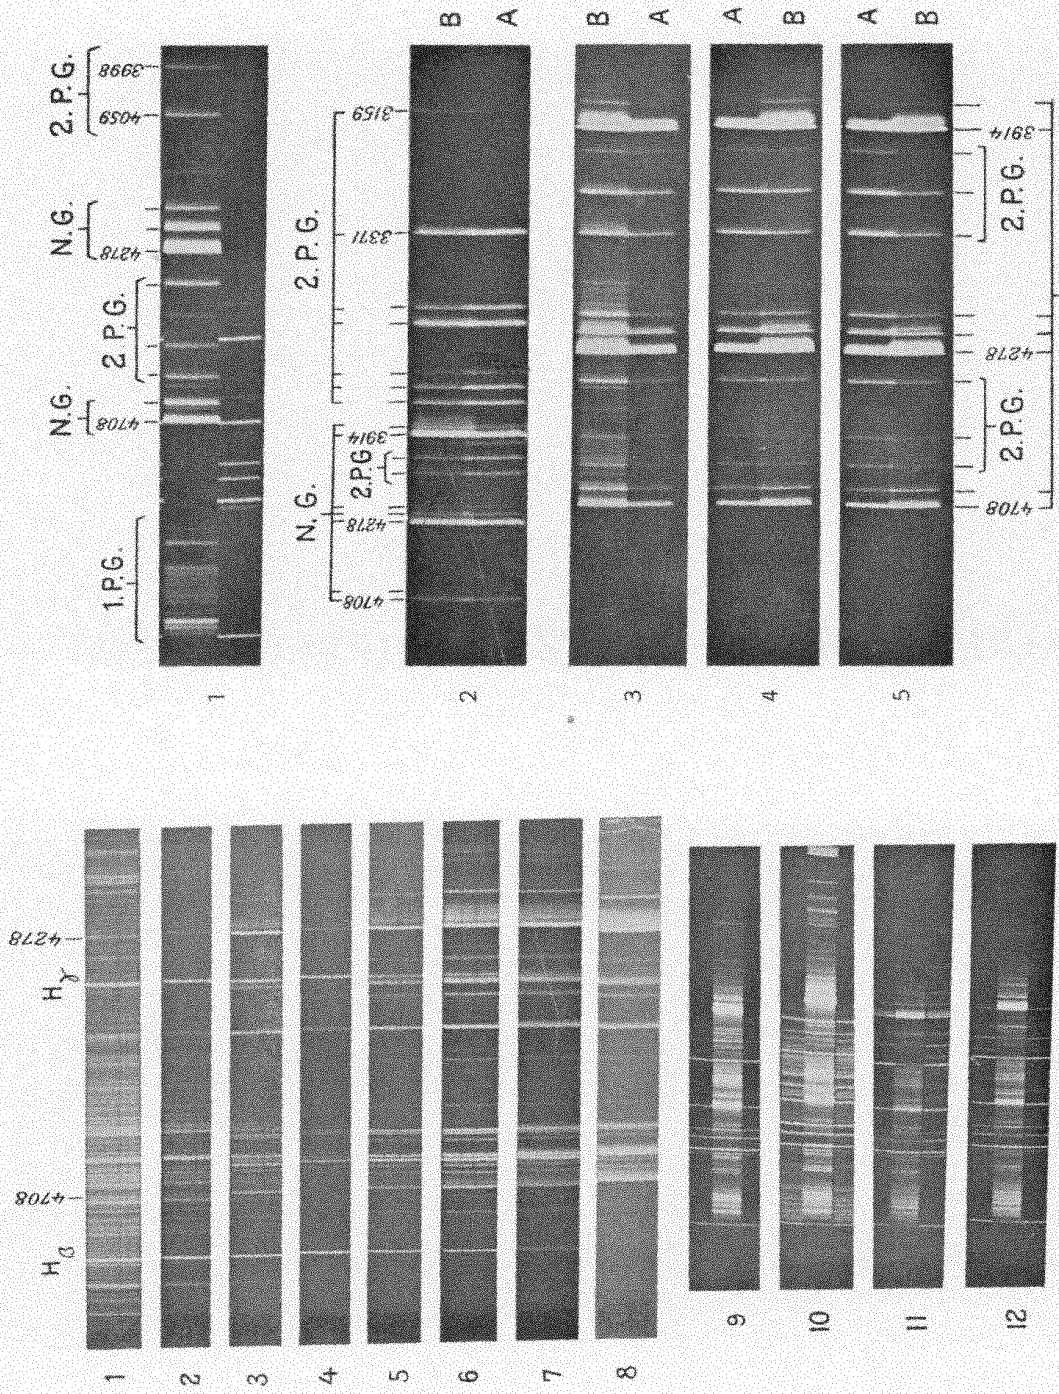 Hβ 4708 Hγ 4278
1
2
3
4
5
6
7
8
9
10
11
12
1.P.G. N.G. 2 P.G. N.G. 2.P.G.
4708 4278 4059 3998
1
N.G. 2.P.G.
2.P.G
4708 4278 3914 3371 3159
2 B
A
3 B
A
4 A
B
5 A
B
4708 4278 3914
2.P.G. 2.P.G.